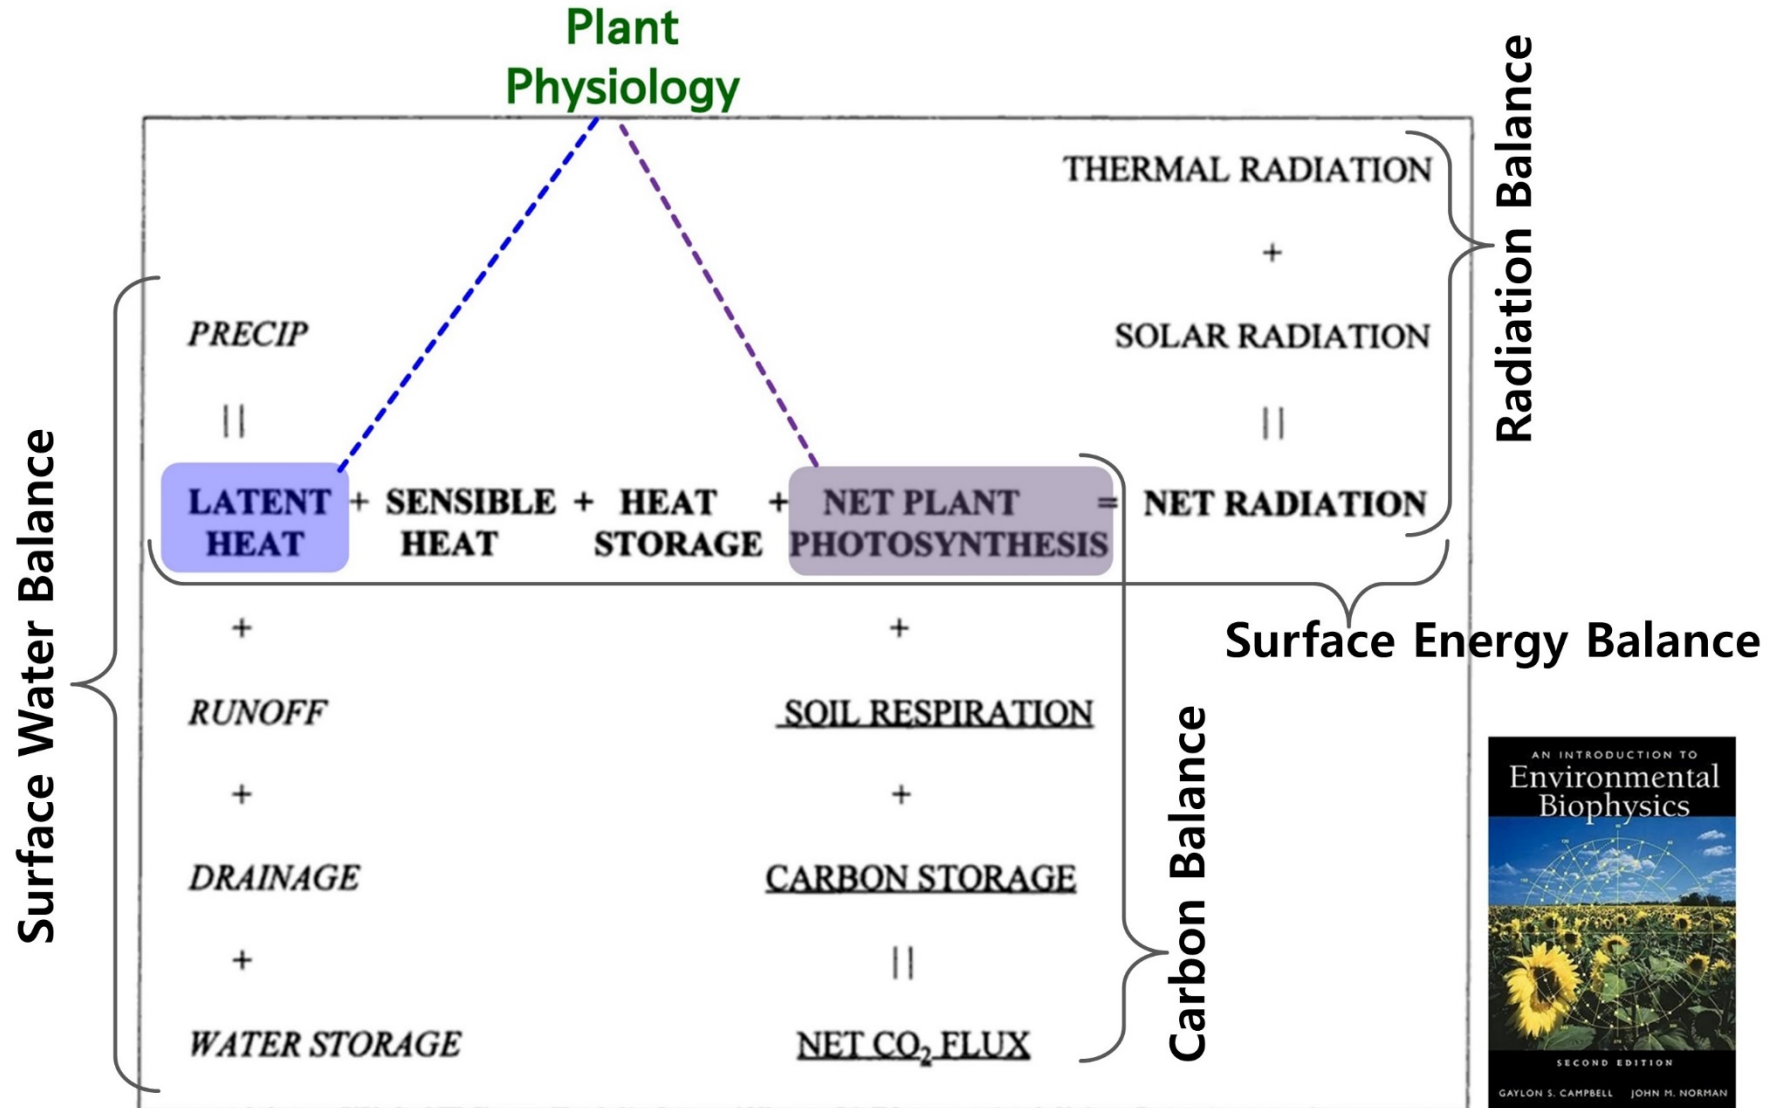 Plant
Physiology
THERMAL RADIATION
+
SOLAR RADIATION
||
PRECIP
||
LATENT + SENSIBLE + HEAT + NET PLANT = NET RADIATION
HEAT HEAT STORAGE PHOTOSYNTHESIS
+ +
RUNOFF SOIL RESPIRATION
+ +
DRAINAGE CARBON STORAGE
+ ||
WATER STORAGE NET CO₂ FLUX
Surface Water Balance
Radiation Balance
Surface Energy Balance
Carbon Balance
AN INTRODUCTION TO
Environmental
Biophysics
SECOND EDITION
GAYLON S. CAMPBELL JOHN M. NORMAN